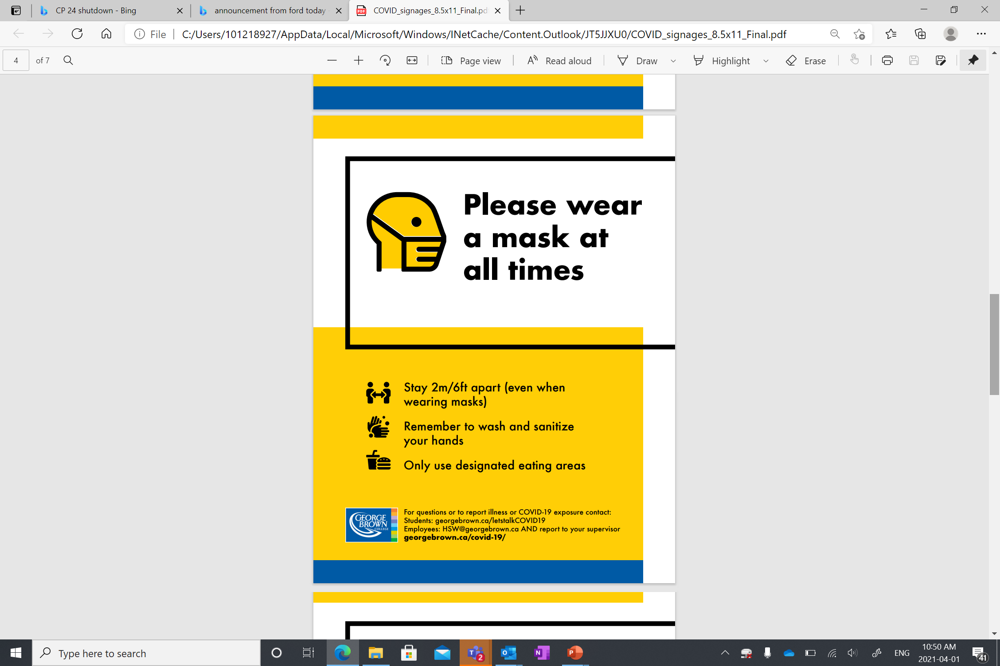 CP 24 shutdown - Bing
announcement from ford today
COVID_signages_8.5x11_Final.pd
File
C:/Users/101218927/AppData/Local/Microsoft/Windows/INetCache/Content.Outlook/JT5JJXU0/COVID_signages_8.5x11_Final.pdf
4 of 7
Page view
Read aloud
Draw
Highlight
Erase
Please wear
a mask at
all times
Stay 2m/6ft apart (even when
wearing masks)
Remember to wash and sanitize
your hands
Only use designated eating areas
GEORGE
BROWN
COLLEGE
For questions or to report illness or COVID-19 exposure contact:
Students: georgebrown.ca/letstalkCOVID19
Employees: HSW@georgebrown.ca AND report to your supervisor
georgebrown.ca/covid-19/
Type here to search
ENG
10:50 AM
2021-04-01
41